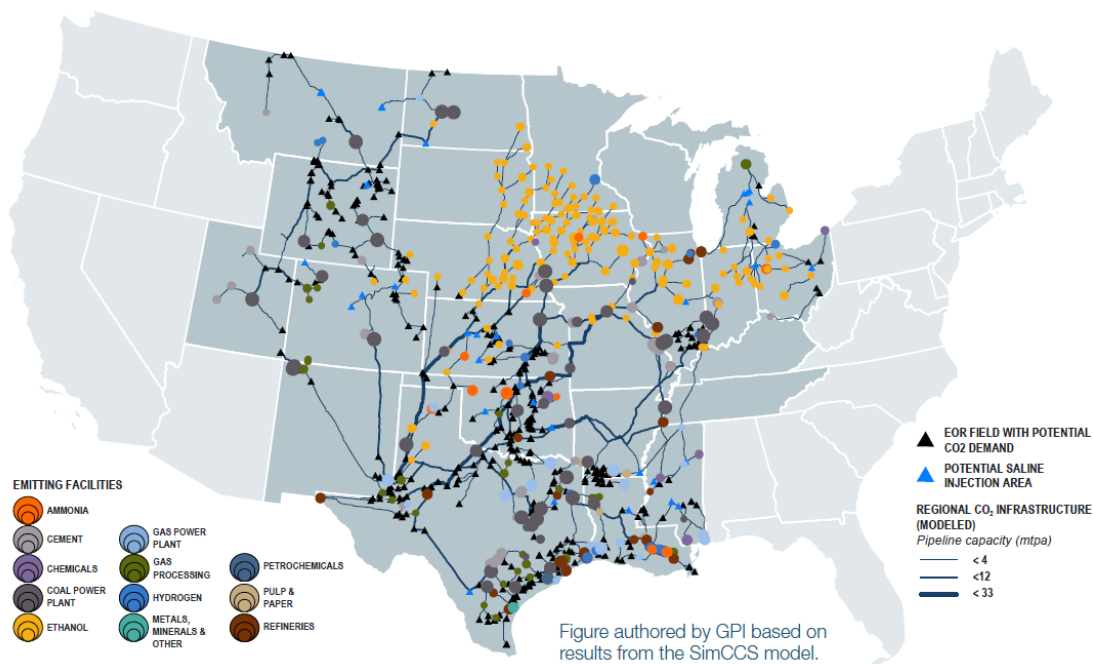 EOR FIELD WITH POTENTIAL
CO2 DEMAND
POTENTIAL SALINE
INJECTION AREA
REGIONAL CO₂ INFRASTRUCTURE
(MODELED)
Pipeline capacity (mtpa)
< 4
<12
< 33
EMITTING FACILITIES
AMMONIA
CEMENT
CHEMICALS
COAL POWER
PLANT
ETHANOL
GAS POWER
PLANT
GAS
PROCESSING
HYDROGEN
METALS,
MINERALS &
OTHER
PETROCHEMICALS
PULP &
PAPER
REFINERIES
Figure authored by GPI based on
results from the SimCCS model.